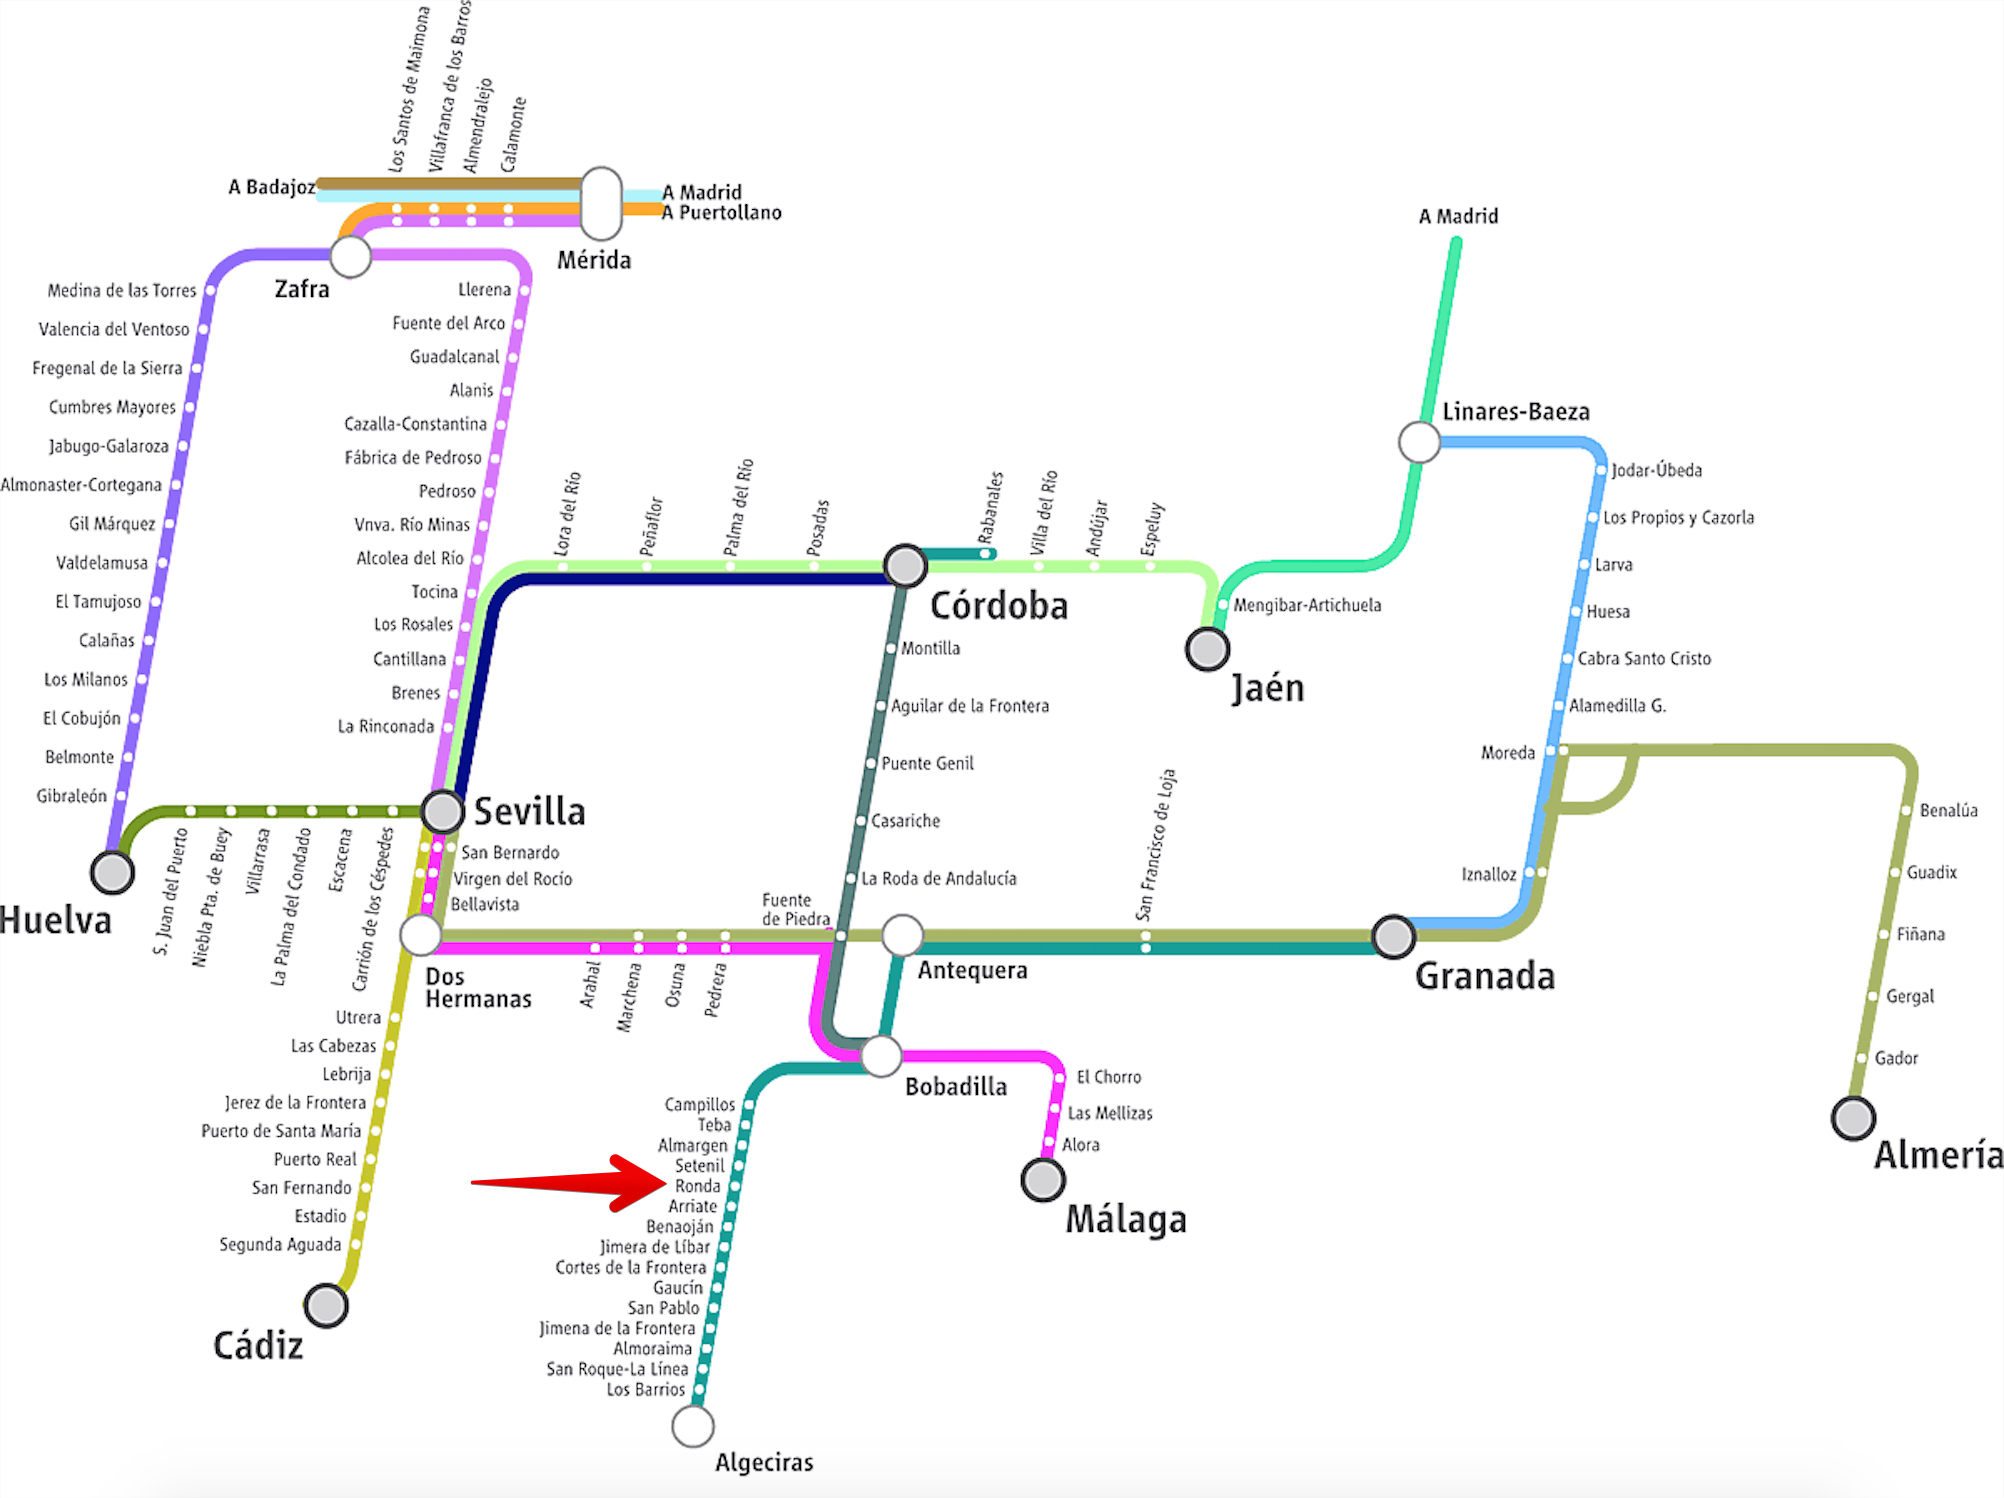 Los Santos de Maimona
Villafranca de los Barros
Almendralejo
Calamonte
A Badajoz
A Madrid
A Puertollano
Mérida
Zafra
Medina de las Torres
Valencia del Ventoso
Fregenal de la Sierra
Cumbres Mayores
Jabugo-Galaroza
Almonaster-Cortegana
Gil Márquez
Valdelamusa
El Tamujoso
Calañas
Los Milanos
El Cobujón
Belmonte
Gibraleón
Huelva
Llerena
Fuente del Arco
Guadalcanal
Alanis
Cazalla-Constantina
Fábrica de Pedroso
Pedroso
Vnva. Río Minas
Alcolea del Río
Tocina
Los Rosales
Cantillana
Brenes
La Rinconada
Sevilla
S. Juan del Puerto
Niebla Pta. de Buey
Villarrasa
La Palma del Condado
Escacena
Carrión de los Céspedes
San Bernardo
Virgen del Rocío
Bellavista
Dos
Hermanas
Utrera
Las Cabezas
Lebrija
Jerez de la Frontera
Puerto de Santa María
Puerto Real
San Fernando
Estadio
Segunda Aguada
Cádiz
Lora del Río
Peñaflor
Palma del Río
Posadas
Córdoba
Rabanales
Villa del Río
Andújar
Espeluy
Mengibar-Artichuela
Jaén
A Madrid
Linares-Baeza
Jodar-Úbeda
Los Propios y Cazorla
Larva
Huesa
Cabra Santo Cristo
Alamedilla G.
Moreda
Iznalloz
Granada
Benalúa
Guadix
Fiñana
Gergal
Gador
Almería
Montilla
Aguilar de la Frontera
Puente Genil
Casariche
La Roda de Andalucía
Fuente
de Piedra
Arahal
Marchena
Osuna
Pedrera
Antequera
San Francisco de Loja
Bobadilla
El Chorro
Las Mellizas
Alora
Málaga
Campillos
Teba
Almargen
Setenil
Ronda
Arriate
Benaoján
Jimera de Líbar
Cortes de la Frontera
Gaucín
San Pablo
Jimena de la Frontera
Almoraima
San Roque-La Línea
Los Barrios
Algeciras